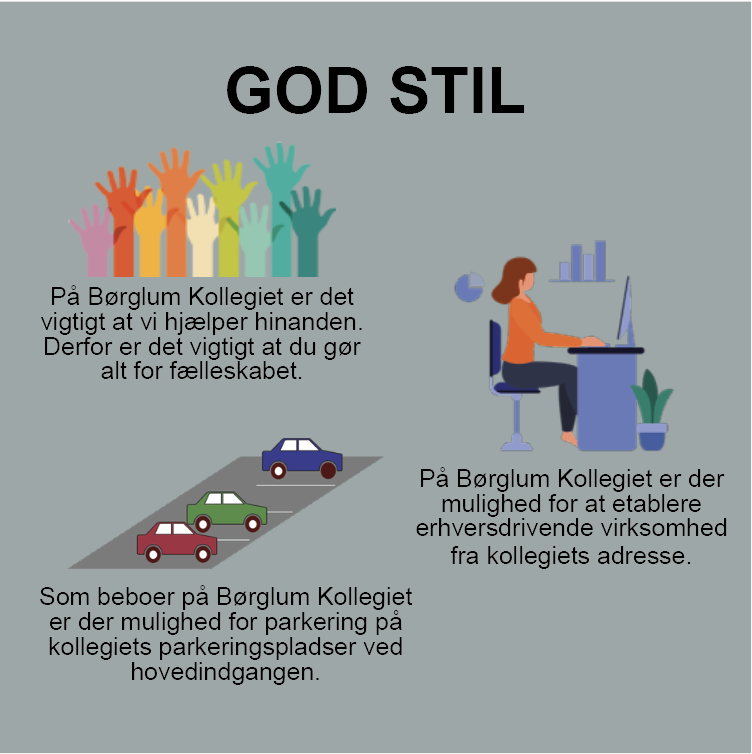 GOD STIL
På Børglum Kollegiet er det
vigtigt at vi hjælper hinanden.
Derfor er det vigtigt at du gør
alt for fælleskabet.
På Børglum Kollegiet er der
mulighed for at etablere
erhversdrivende virksomhed
fra kollegiets adresse.
Som beboer på Børglum Kollegiet
er der mulighed for parkering på
kollegiets parkeringspladser ved
hovedindgangen.